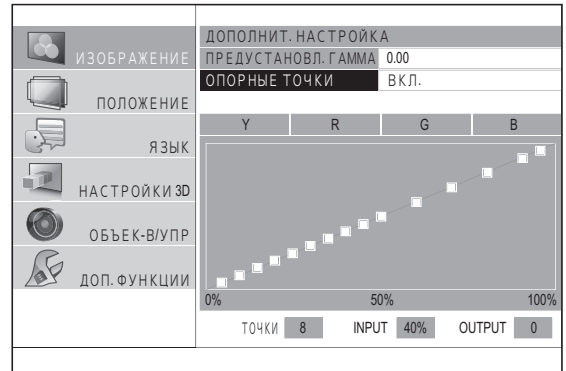 ДОПОЛНИТ. НАСТРОЙКА
ИЗОБРАЖЕНИЕ
ПРЕДУСТАНОВЛ. ГАММА 0.00
ОПОРНЫЕ ТОЧКИ ВКЛ.
ПОЛОЖЕНИЕ
Y R G B
ЯЗЫК
НАСТРОЙКИ 3D
ОБЪЕК-В/УПР
ДОП. ФУНКЦИИ
0% 50% 100%
ТОЧКИ 8 INPUT 40% OUTPUT 0